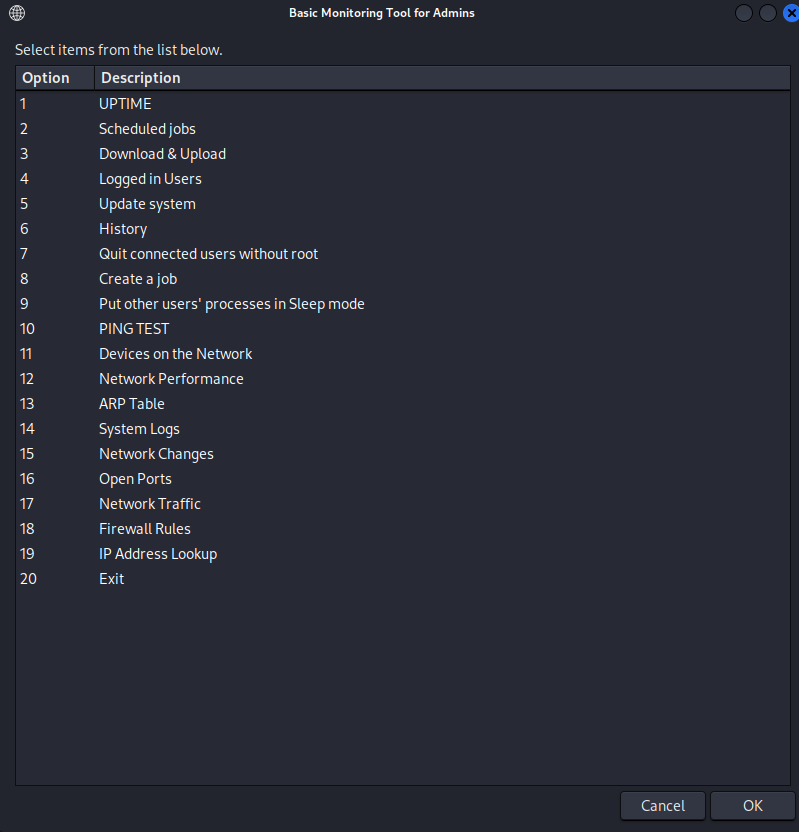 Basic Monitoring Tool for Admins
Select items from the list below.
Option Description
1 UPTIME
2 Scheduled jobs
3 Download & Upload
4 Logged in Users
5 Update system
6 History
7 Quit connected users without root
8 Create a job
9 Put other users' processes in Sleep mode
10 PING TEST
11 Devices on the Network
12 Network Performance
13 ARP Table
14 System Logs
15 Network Changes
16 Open Ports
17 Network Traffic
18 Firewall Rules
19 IP Address Lookup
20 Exit
Cancel OK